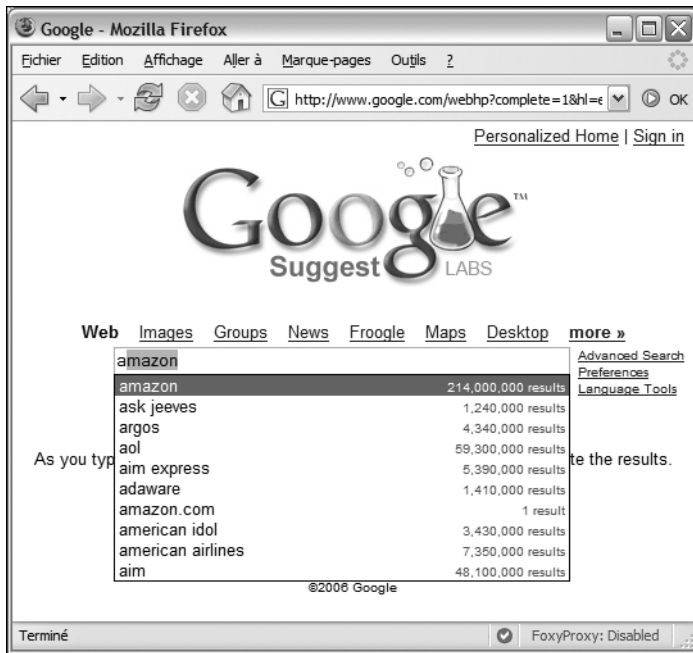 Google - Mozilla Firefox
Fichier Edition Affichage Aller à Marque-pages Outils ?
G http://www.google.com/webhp?complete=1&hl=e OK
Personalized Home | Sign in
Google™
Suggest LABS
Web Images Groups News Froogle Maps Desktop more »
amazon Advanced Search
Preferences
Language Tools
amazon 214,000,000 results
ask jeeves 1,240,000 results
argos 4,340,000 results
aol 59,300,000 results
As you typ te the results.
aim express 5,390,000 results
adaware 1,410,000 results
amazon.com 1 result
american idol 3,430,000 results
american airlines 7,350,000 results
aim 48,100,000 results
©2006 Google
Terminé FoxyProxy: Disabled